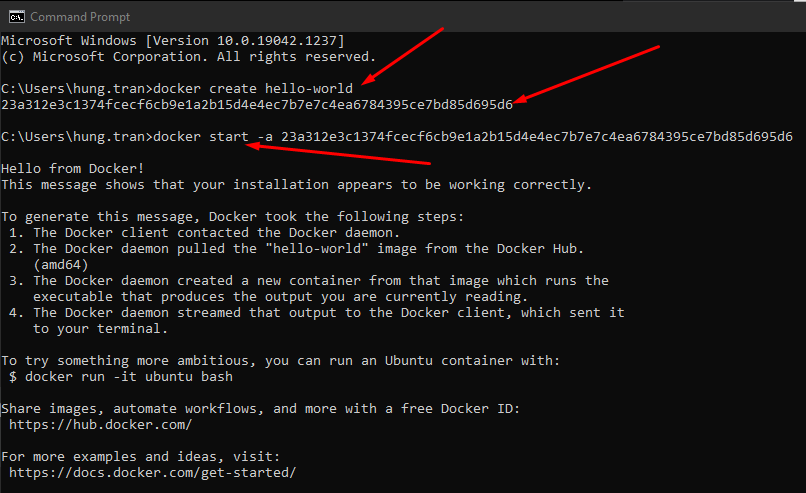 Command Prompt
Microsoft Windows [Version 10.0.19042.1237]
(c) Microsoft Corporation. All rights reserved.
C:\Users\hung.tran>docker create hello-world
23a312e3c1374fcecf6cb9e1a2b15d4e4ec7b7e7c4ea6784395ce7bd85d695d6
C:\Users\hung.tran>docker start -a 23a312e3c1374fcecf6cb9e1a2b15d4e4ec7b7e7c4ea6784395ce7bd85d695d6
Hello from Docker!
This message shows that your installation appears to be working correctly.
To generate this message, Docker took the following steps:
1. The Docker client contacted the Docker daemon.
2. The Docker daemon pulled the "hello-world" image from the Docker Hub.
(amd64)
3. The Docker daemon created a new container from that image which runs the
executable that produces the output you are currently reading.
4. The Docker daemon streamed that output to the Docker client, which sent it
to your terminal.
To try something more ambitious, you can run an Ubuntu container with:
$ docker run -it ubuntu bash
Share images, automate workflows, and more with a free Docker ID:
https://hub.docker.com/
For more examples and ideas, visit:
https://docs.docker.com/get-started/